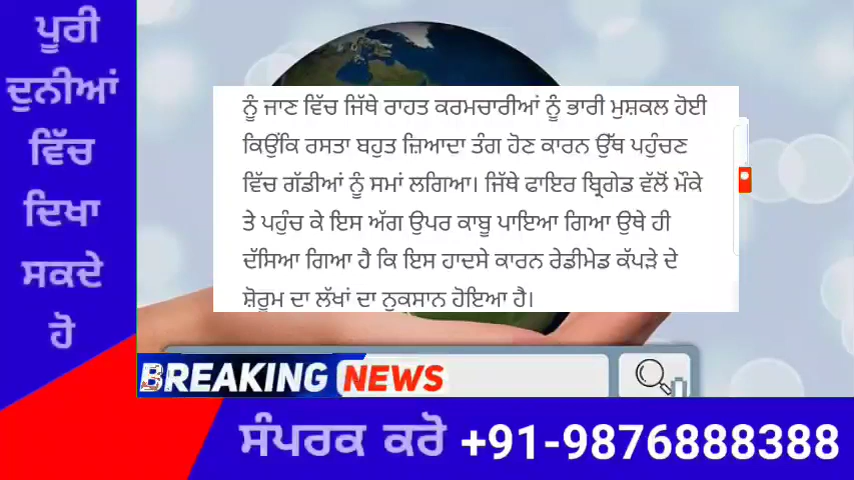 ਪੂਰੀ
ਦੁਨੀਆਂ
ਵਿੱਚ
ਦਿਖਾ
ਸਕਦੇ
ਹੋ
ਨੂੰ ਜਾਣ ਵਿੱਚ ਜਿੱਥੇ ਰਾਹਤ ਕਰਮਚਾਰੀਆਂ ਨੂੰ ਭਾਰੀ ਮੁਸ਼ਕਲ ਹੋਈ
ਕਿਉਂਕਿ ਰਸਤਾ ਬਹੁਤ ਜ਼ਿਆਦਾ ਤੰਗ ਹੋਣ ਕਾਰਨ ਉੱਥ ਪਹੁੰਚਣ
ਵਿੱਚ ਗੱਡੀਆਂ ਨੂੰ ਸਮਾਂ ਲਗਿਆ। ਜਿੱਥੇ ਫਾਇਰ ਬ੍ਰਿਗੇਡ ਵੱਲੋਂ ਮੌਕੇ
ਤੇ ਪਹੁੰਚ ਕੇ ਇਸ ਅੱਗ ਉਪਰ ਕਾਬੂ ਪਾਇਆ ਗਿਆ ਉਥੇ ਹੀ
ਦੱਸਿਆ ਗਿਆ ਹੈ ਕਿ ਇਸ ਹਾਦਸੇ ਕਾਰਨ ਰੇਡੀਮੇਡ ਕੱਪੜੇ ਦੇ
ਸ਼ੋਰੂਮ ਦਾ ਲੱਖਾਂ ਦਾ ਨੁਕਸਾਨ ਹੋਇਆ ਹੈ।
BREAKING NEWS
ਸੰਪਰਕ ਕਰੋ +91-9876888388